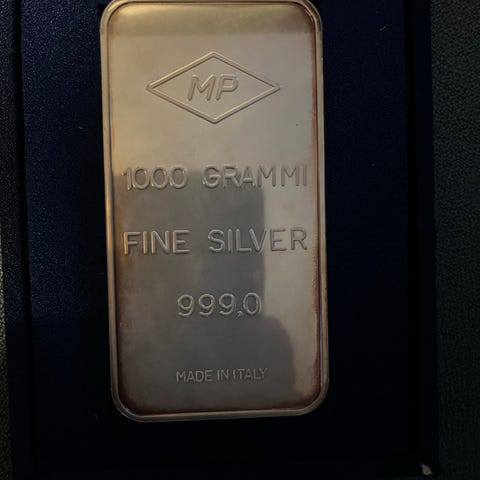 MP
1000 GRAMMI
FINE SILVER
999,0
MADE IN ITALY